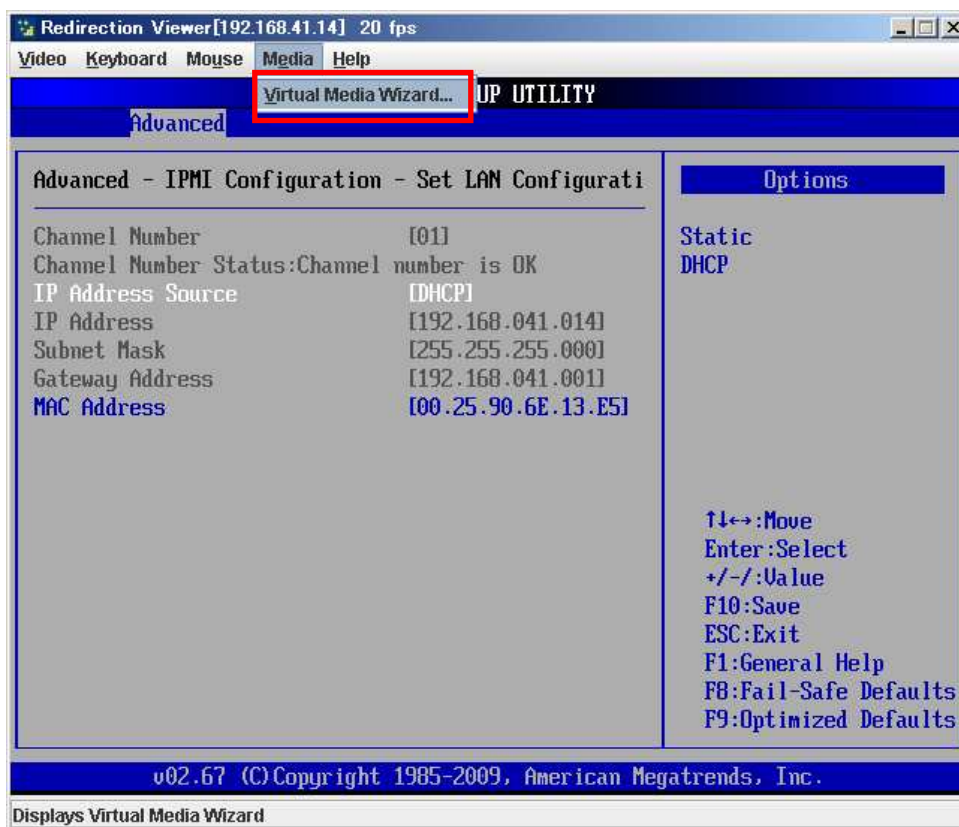 Redirection Viewer[192.168.41.14] 20 fps
Video Keyboard Mouse Media Help
Virtual Media Wizard...
UP UTILITY
Advanced
Advanced - IPMI Configuration - Set LAN Configurati
Channel Number [01]
Channel Number Status:Channel number is OK
IP Address Source [DHCP]
IP Address [192.168.041.014]
Subnet Mask [255.255.255.000]
Gateway Address [192.168.041.001]
MAC Address [00.25.90.6E.13.E5]
Options
Static
DHCP
↑↓←→:Move
Enter:Select
+/-/:Value
F10:Save
ESC:Exit
F1:General Help
F8:Fail-Safe Defaults
F9:Optimized Defaults
v02.67 (C)Copyright 1985-2009, American Megatrends, Inc.
Displays Virtual Media Wizard